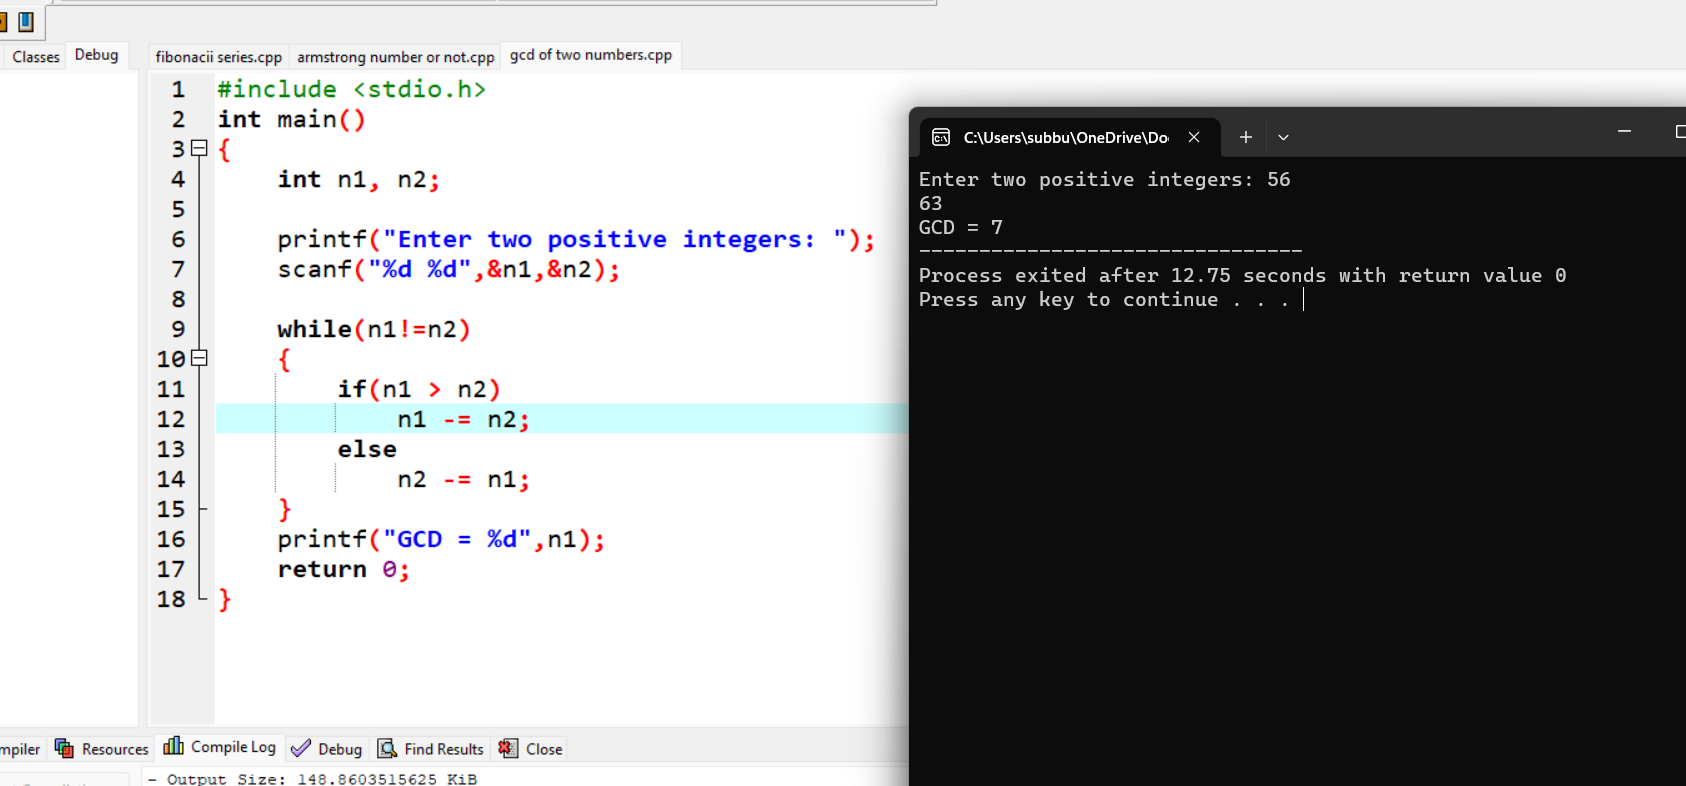 Classes Debug fibonacii series.cpp armstrong number or not.cpp gcd of two numbers.cpp
1 #include <stdio.h>
2 int main()
3 {
4 int n1, n2;
5
6 printf("Enter two positive integers: ");
7 scanf("%d %d",&n1,&n2);
8
9 while(n1!=n2)
10 {
11 if(n1 > n2)
12 n1 -= n2;
13 else
14 n2 -= n1;
15 }
16 printf("GCD = %d",n1);
17 return 0;
18 }
C:\Users\subbu\OneDrive\Do
Enter two positive integers: 56
63
GCD = 7
--------------------------------
Process exited after 12.75 seconds with return value 0
Press any key to continue . . .
mpiler Resources Compile Log Debug Find Results Close
- Output Size: 148.8603515625 KiB